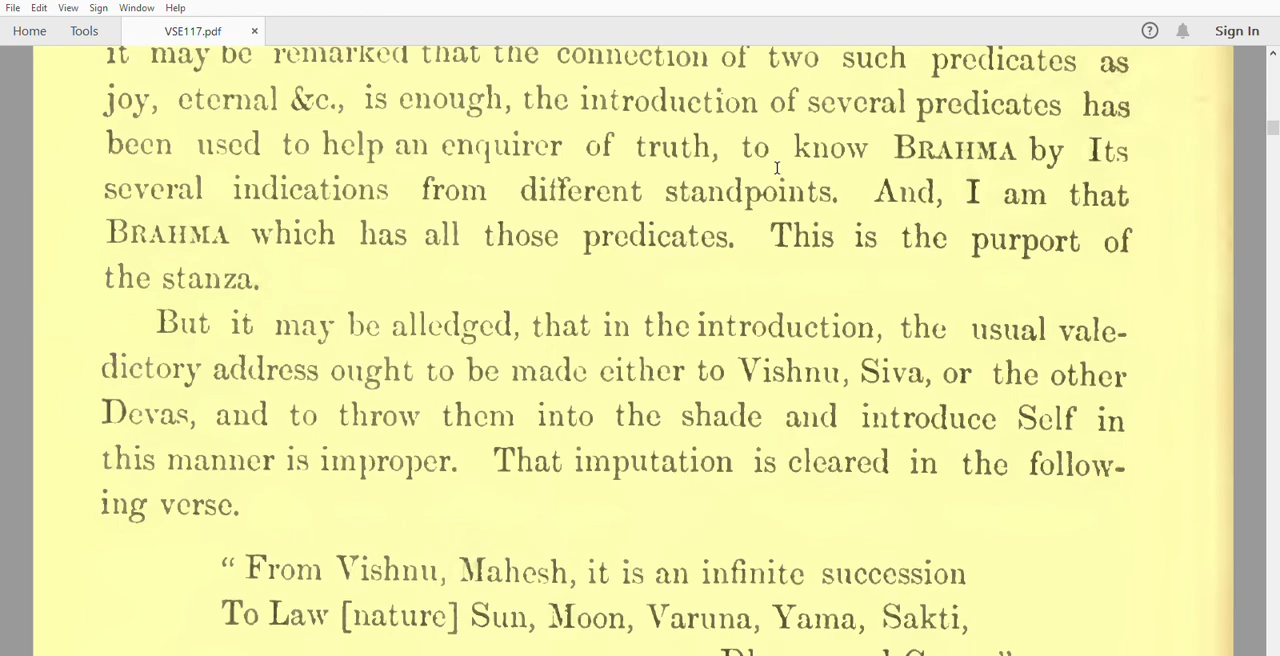 File Edit View Sign Window Help
Home Tools VSE117.pdf × ? Sign In
it may be remarked that the connection of two such predicates as
joy, eternal &c., is enough, the introduction of several predicates has
been used to help an enquirer of truth, to know BRAHMA by Its
several indications from different standpoints. And, I am that
BRAHMA which has all those predicates. This is the purport of
the stanza.
But it may be alledged, that in the introduction, the usual vale-
dictory address ought to be made either to Vishnu, Siva, or the other
Devas, and to throw them into the shade and introduce Self in
this manner is improper. That imputation is cleared in the follow-
ing verse.
“ From Vishnu, Mahesh, it is an infinite succession
To Law [nature] Sun, Moon, Varuna, Yama, Sakti,